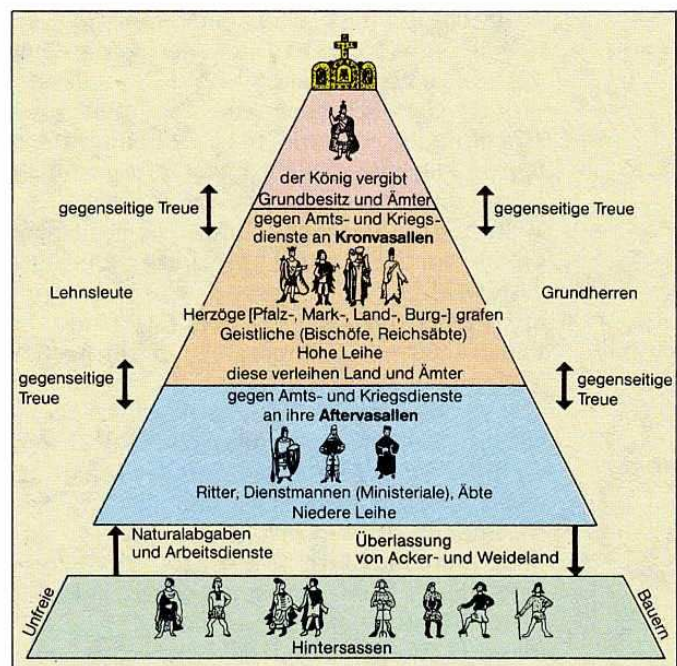 der König vergibt
Grundbesitz und Ämter
gegenseitige Treue
gegenseitige Treue
gegen Amts- und Kriegs-
dienste an Kronvasallen
Lehnsleute
Grundherren
Herzöge [Pfalz-, Mark-, Land-, Burg-] grafen
Geistliche (Bischöfe, Reichsäbte)
Hohe Leihe
diese verleihen Land und Ämter
gegenseitige
Treue
gegenseitige
Treue
gegen Amts- und Kriegsdienste
an ihre Aftervasallen
Ritter, Dienstmannen (Ministeriale), Äbte
Niedere Leihe
Naturalabgaben
und Arbeitsdienste
Überlassung
von Acker- und Weideland
Unfreie
Bauern
Hintersassen